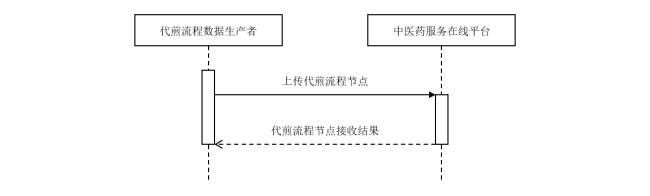 代煎流程数据生产者
中医药服务在线平台
上传代煎流程节点
代煎流程节点接收结果